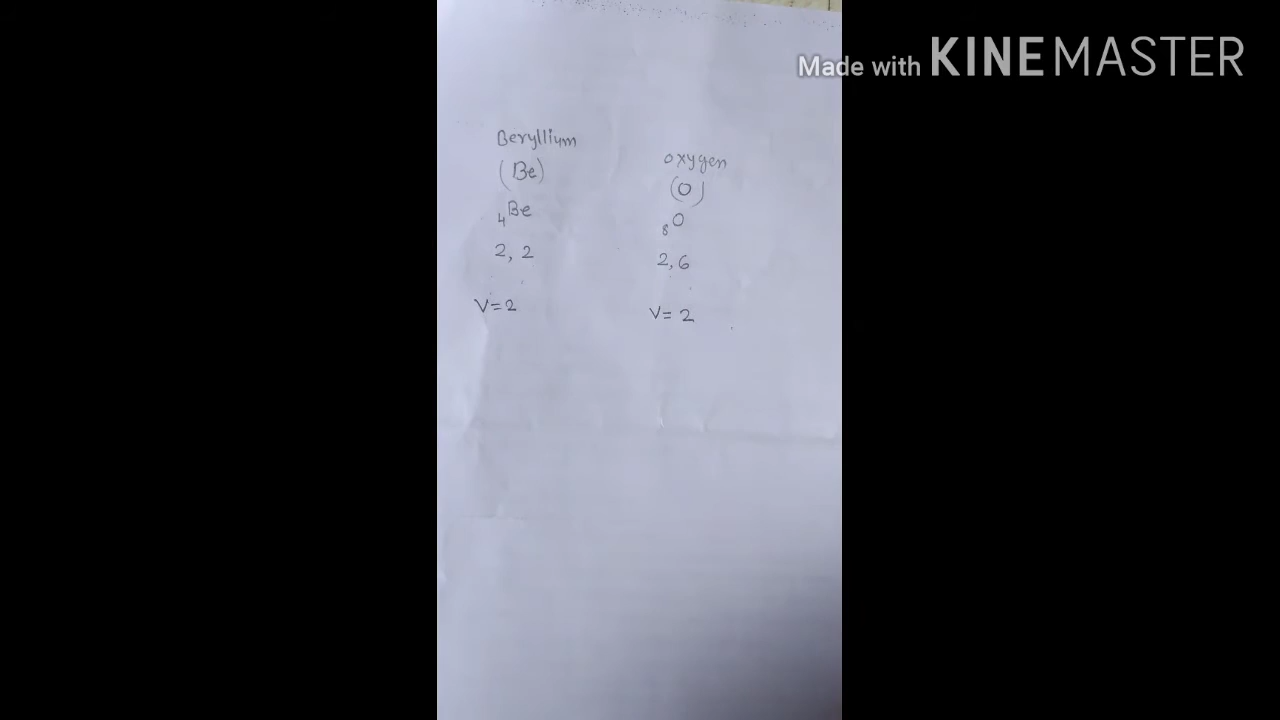 Made with KINEMASTER
Beryllium
(Be)
₄Be
2, 2
V=2
oxygen
(O)
₈O
2,6
V= 2